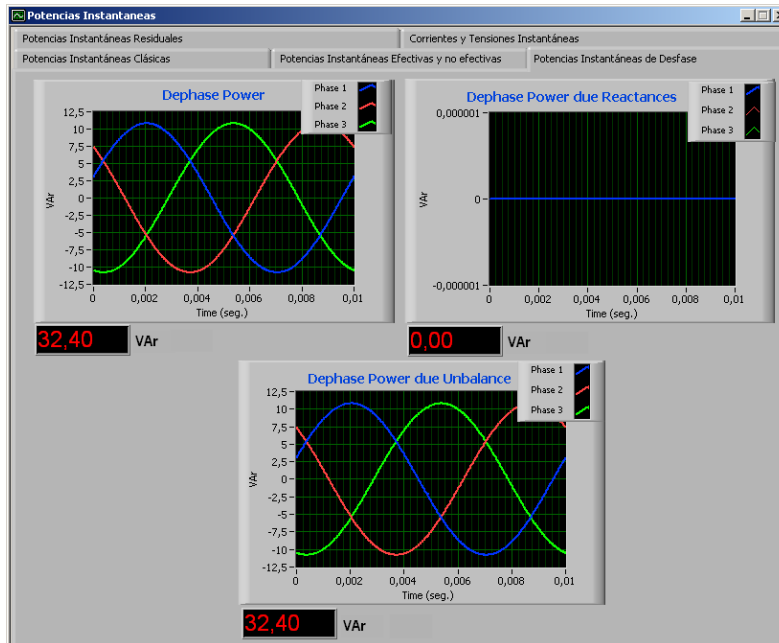 Potencias Instantaneas
Potencias Instantáneas Residuales
Corrientes y Tensiones Instantáneas
Potencias Instantáneas Clásicas
Potencias Instantáneas Efectivas y no efectivas
Potencias Instantáneas de Desfase
Dephase Power
Phase 1
Phase 2
Phase 3
12,5
10
7,5
5
2,5
0
-2,5
-5
-7,5
-10
-12,5
VAr
0
0,002
0,004
0,006
0,008
0,01
Time (seg.)
32,40
VAr
Dephase Power due Reactances
Phase 1
Phase 2
Phase 3
0,000001
0
-0,000001
VAr
0
0,002
0,004
0,006
0,008
0,01
Time (seg.)
0,00
VAr
Dephase Power due Unbalance
Phase 1
Phase 2
Phase 3
12,5
10
7,5
5
2,5
0
-2,5
-5
-7,5
-10
-12,5
VAr
0
0,002
0,004
0,006
0,008
0,01
Time (seg.)
32,40
VAr